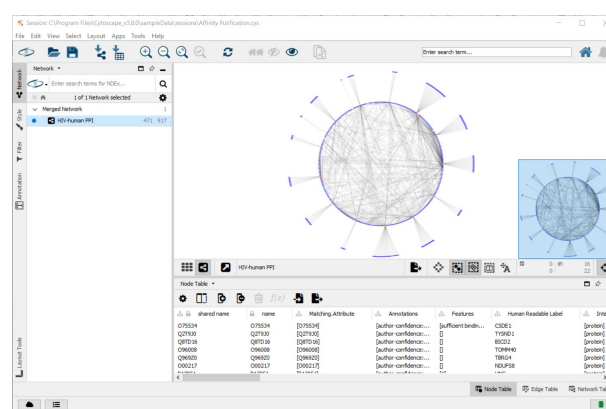 Session: C:\Program Files\Cytoscape_v3.8.0\sampleData\sessions\Affinity Purification.cys
File Edit View Select Layout Apps Tools Help
Enter search term...
Network
Enter search terms for NDEx...
1 of 1 Network selected
Merged Network 1
HIV-human PPI 471 917
Network
Style
Filter
Annotation
Layout Tools
HIV-human PPI
0 16
0 22
Node Table
f(x)
shared name name Matching.Attribute Annotations Features Human Readable Label Inte
O75534 O75534 [O75534] [author-confidence:... [sufficient bindin... CSDE1 [protein]
Q2T9J0 Q2T9J0 [Q2T9J0] [author-confidence:... [] TYSND1 [protein]
Q8TD16 Q8TD16 [Q8TD16] [author-confidence:... [] BICD2 [protein]
O96008 O96008 [O96008] [author-confidence:... [] TOMM40 [protein]
Q969Z0 Q969Z0 [Q969Z0] [author-confidence:... [] TBRG4 [protein]
O00217 O00217 [O00217] [author-confidence:... [] NDUFS8 [protein]
Node Table Edge Table Network Tab